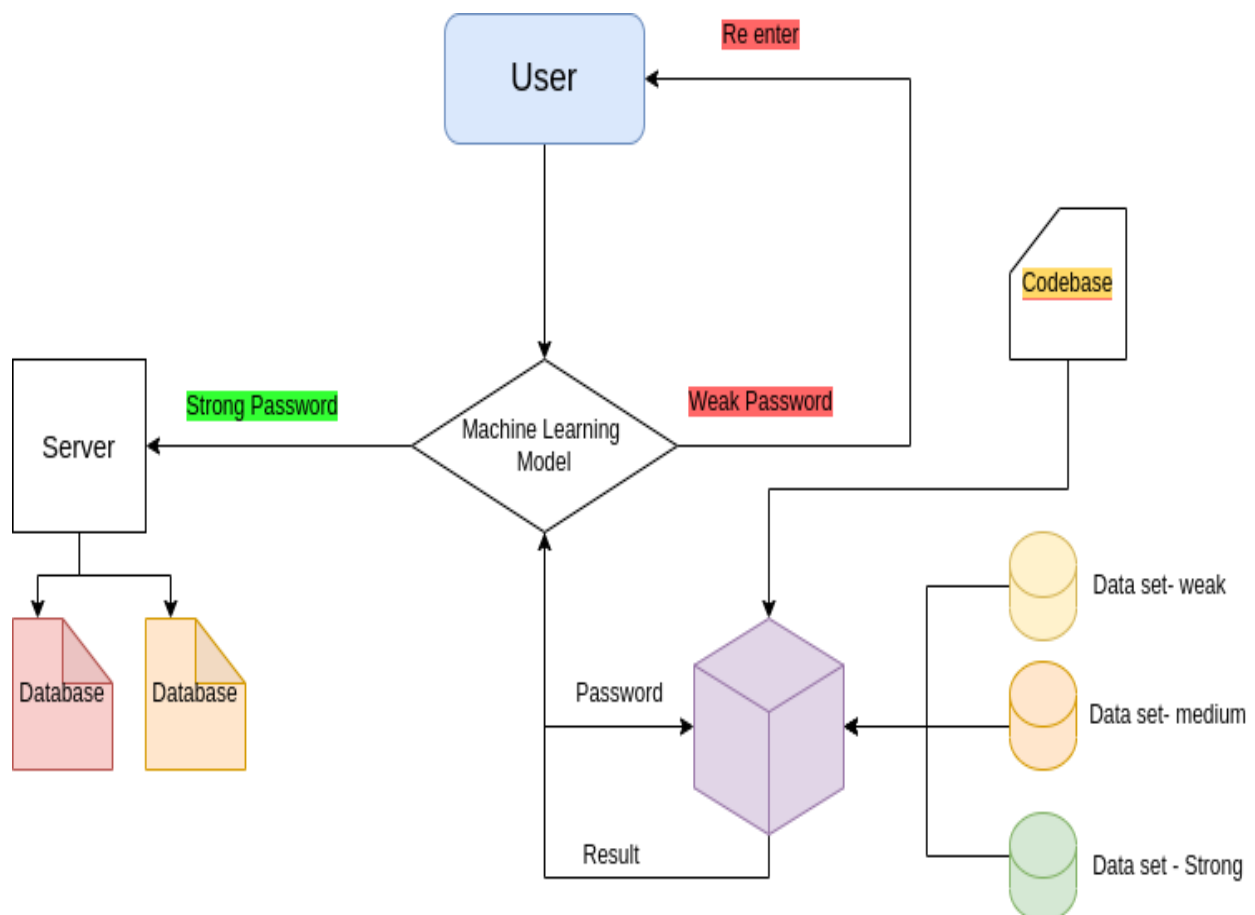 Re enter
User
Codebase
Strong Password
Weak Password
Machine Learning
Model
Server
Data set- weak
Database
Database
Password
Data set- medium
Result
Data set - Strong